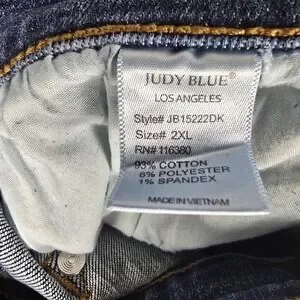 JUDY BLUE®
LOS ANGELES
Style# JB15222DK
Size# 2XL
RN# 116380
93% COTTON
6% POLYESTER
1% SPANDEX
MADE IN VIETNAM